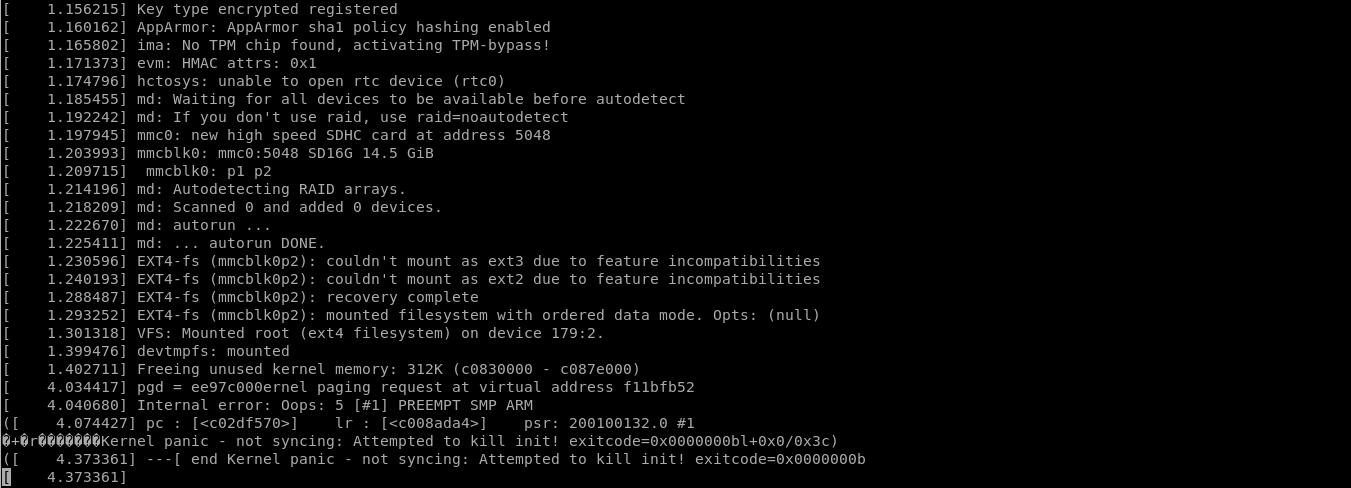 [    1.156215] Key type encrypted registered
[    1.160162] AppArmor: AppArmor sha1 policy hashing enabled
[    1.165802] ima: No TPM chip found, activating TPM-bypass!
[    1.171373] evm: HMAC attrs: 0x1
[    1.174796] hctosys: unable to open rtc device (rtc0)
[    1.185455] md: Waiting for all devices to be available before autodetect
[    1.192242] md: If you don't use raid, use raid=noautodetect
[    1.197945] mmc0: new high speed SDHC card at address 5048
[    1.203993] mmcblk0: mmc0:5048 SD16G 14.5 GiB
[    1.209715]  mmcblk0: p1 p2
[    1.214196] md: Autodetecting RAID arrays.
[    1.218209] md: Scanned 0 and added 0 devices.
[    1.222670] md: autorun ...
[    1.225411] md: ... autorun DONE.
[    1.230596] EXT4-fs (mmcblk0p2): couldn't mount as ext3 due to feature incompatibilities
[    1.240193] EXT4-fs (mmcblk0p2): couldn't mount as ext2 due to feature incompatibilities
[    1.288487] EXT4-fs (mmcblk0p2): recovery complete
[    1.293252] EXT4-fs (mmcblk0p2): mounted filesystem with ordered data mode. Opts: (null)
[    1.301318] VFS: Mounted root (ext4 filesystem) on device 179:2.
[    1.399476] devtmpfs: mounted
[    1.402711] Freeing unused kernel memory: 312K (c0830000 - c087e000)
[    4.034417] pgd = ee97c000ernel paging request at virtual address f11bfb52
[    4.040680] Internal error: Oops: 5 [#1] PREEMPT SMP ARM
([    4.074427] pc : [<c02df570>]    lr : [<c008ada4>]    psr: 200100132.0 #1
�+�r�������Kernel panic - not syncing: Attempted to kill init! exitcode=0x0000000bl+0x0/0x3c)
([    4.373361] ---[ end Kernel panic - not syncing: Attempted to kill init! exitcode=0x0000000b
[    4.373361]